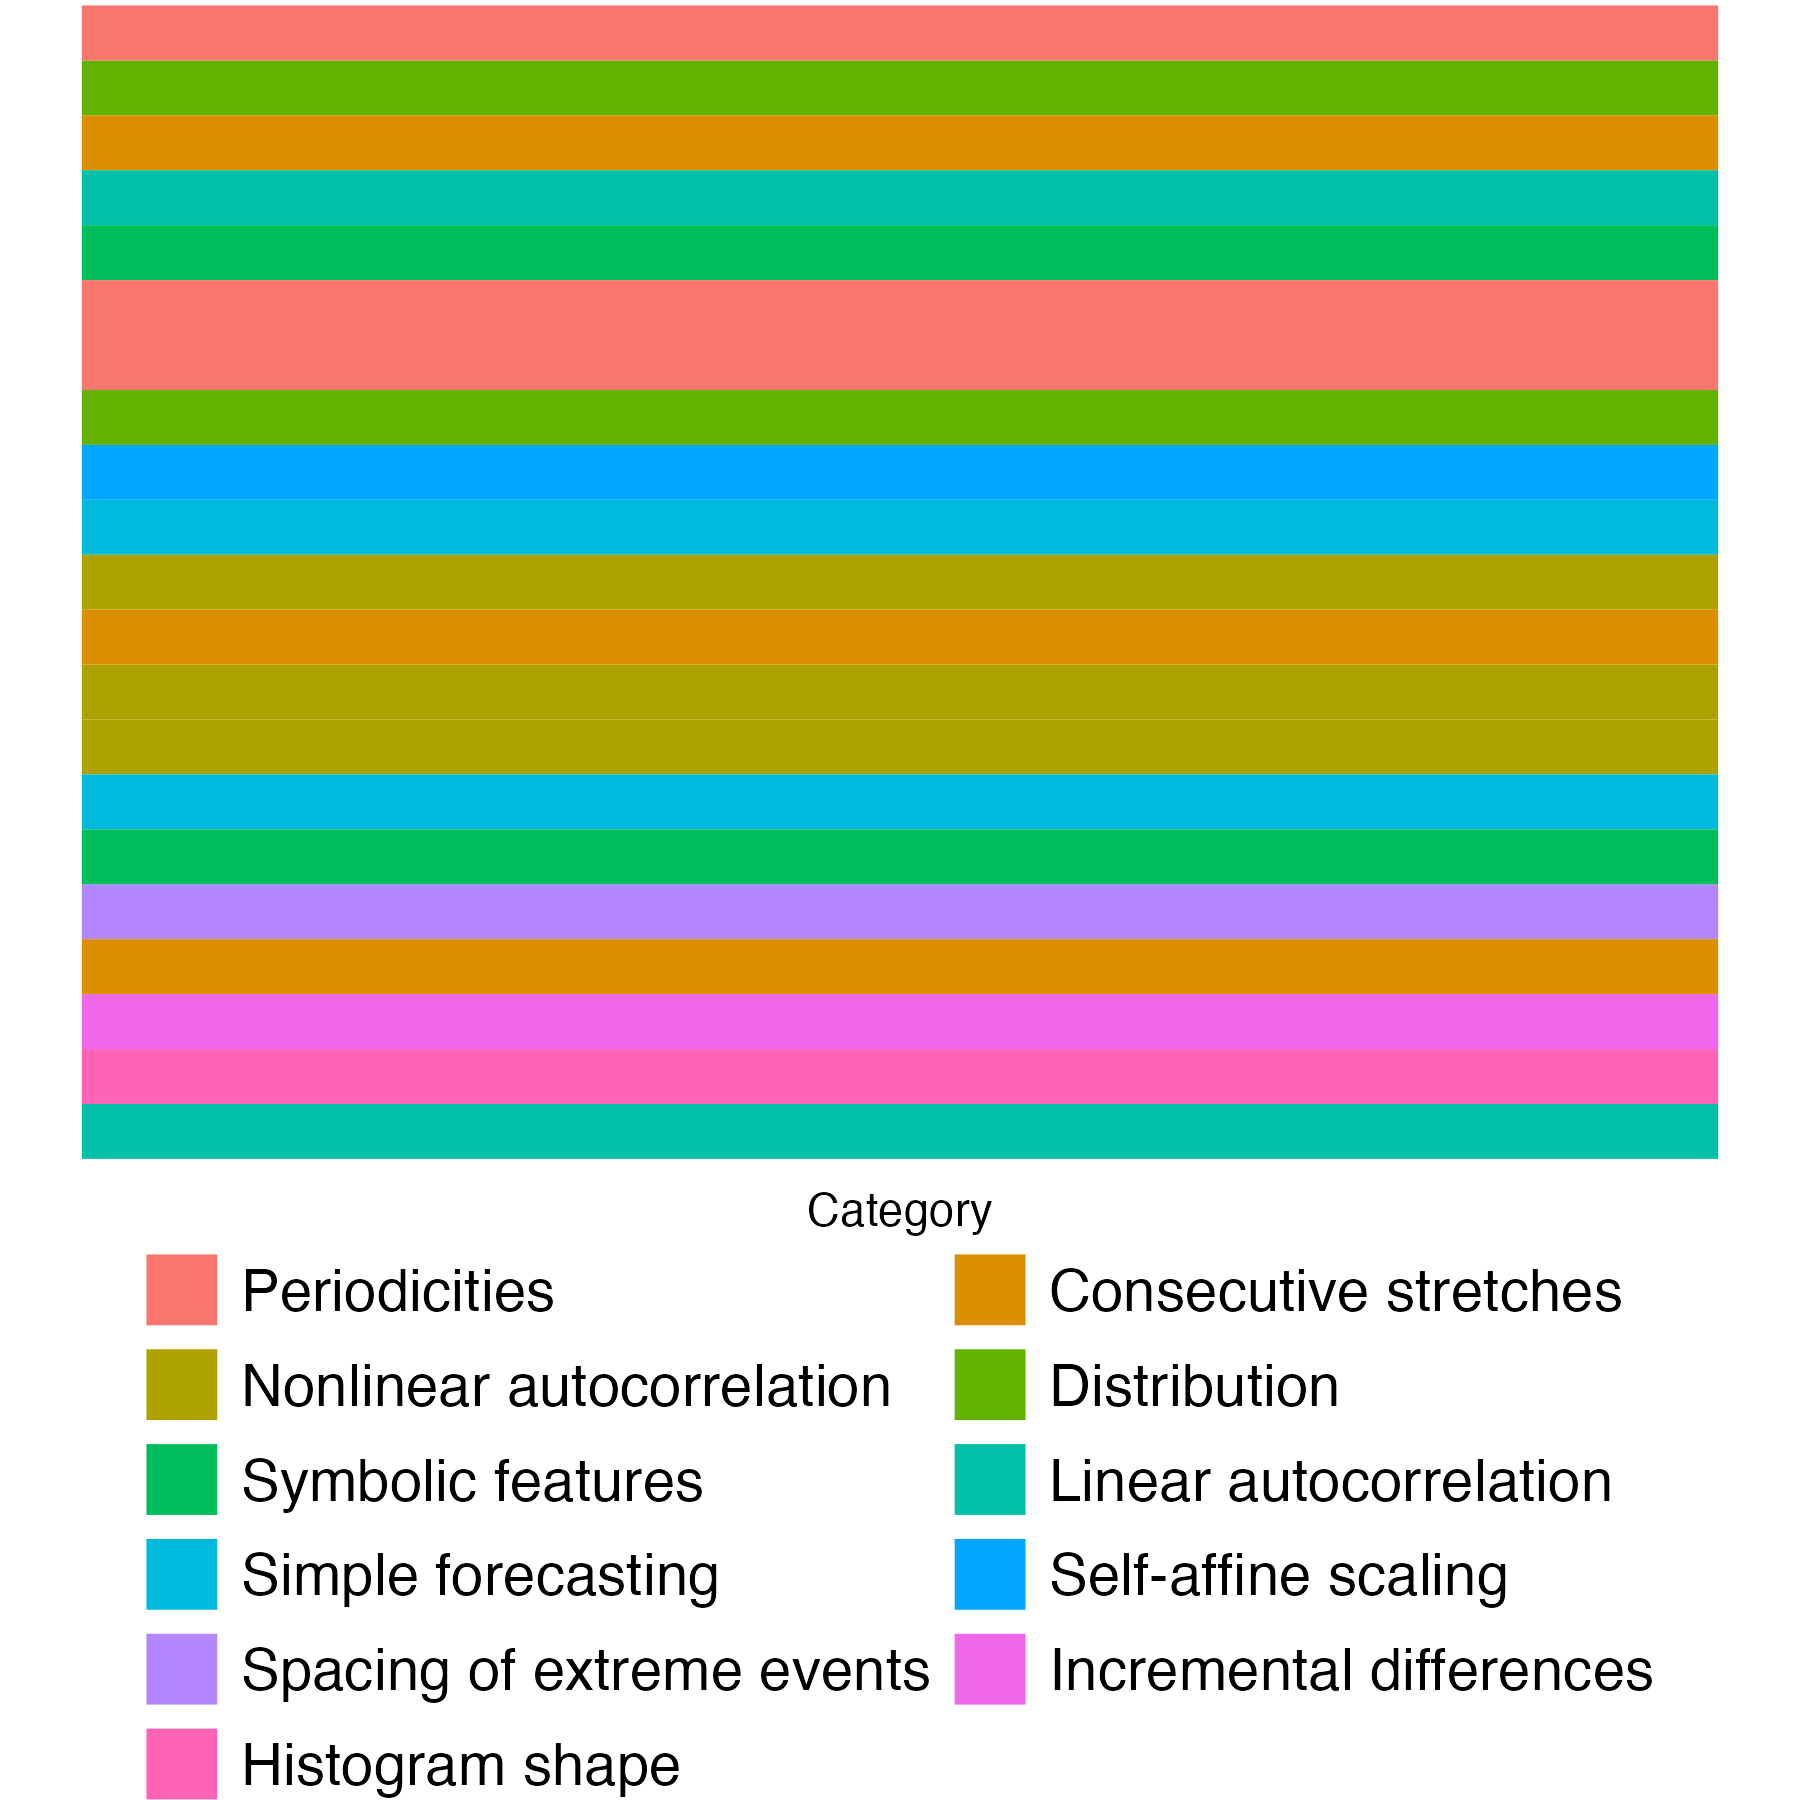 Category
Periodicities
Consecutive stretches
Nonlinear autocorrelation
Distribution
Symbolic features
Linear autocorrelation
Simple forecasting
Self-affine scaling
Spacing of extreme events
Incremental differences
Histogram shape